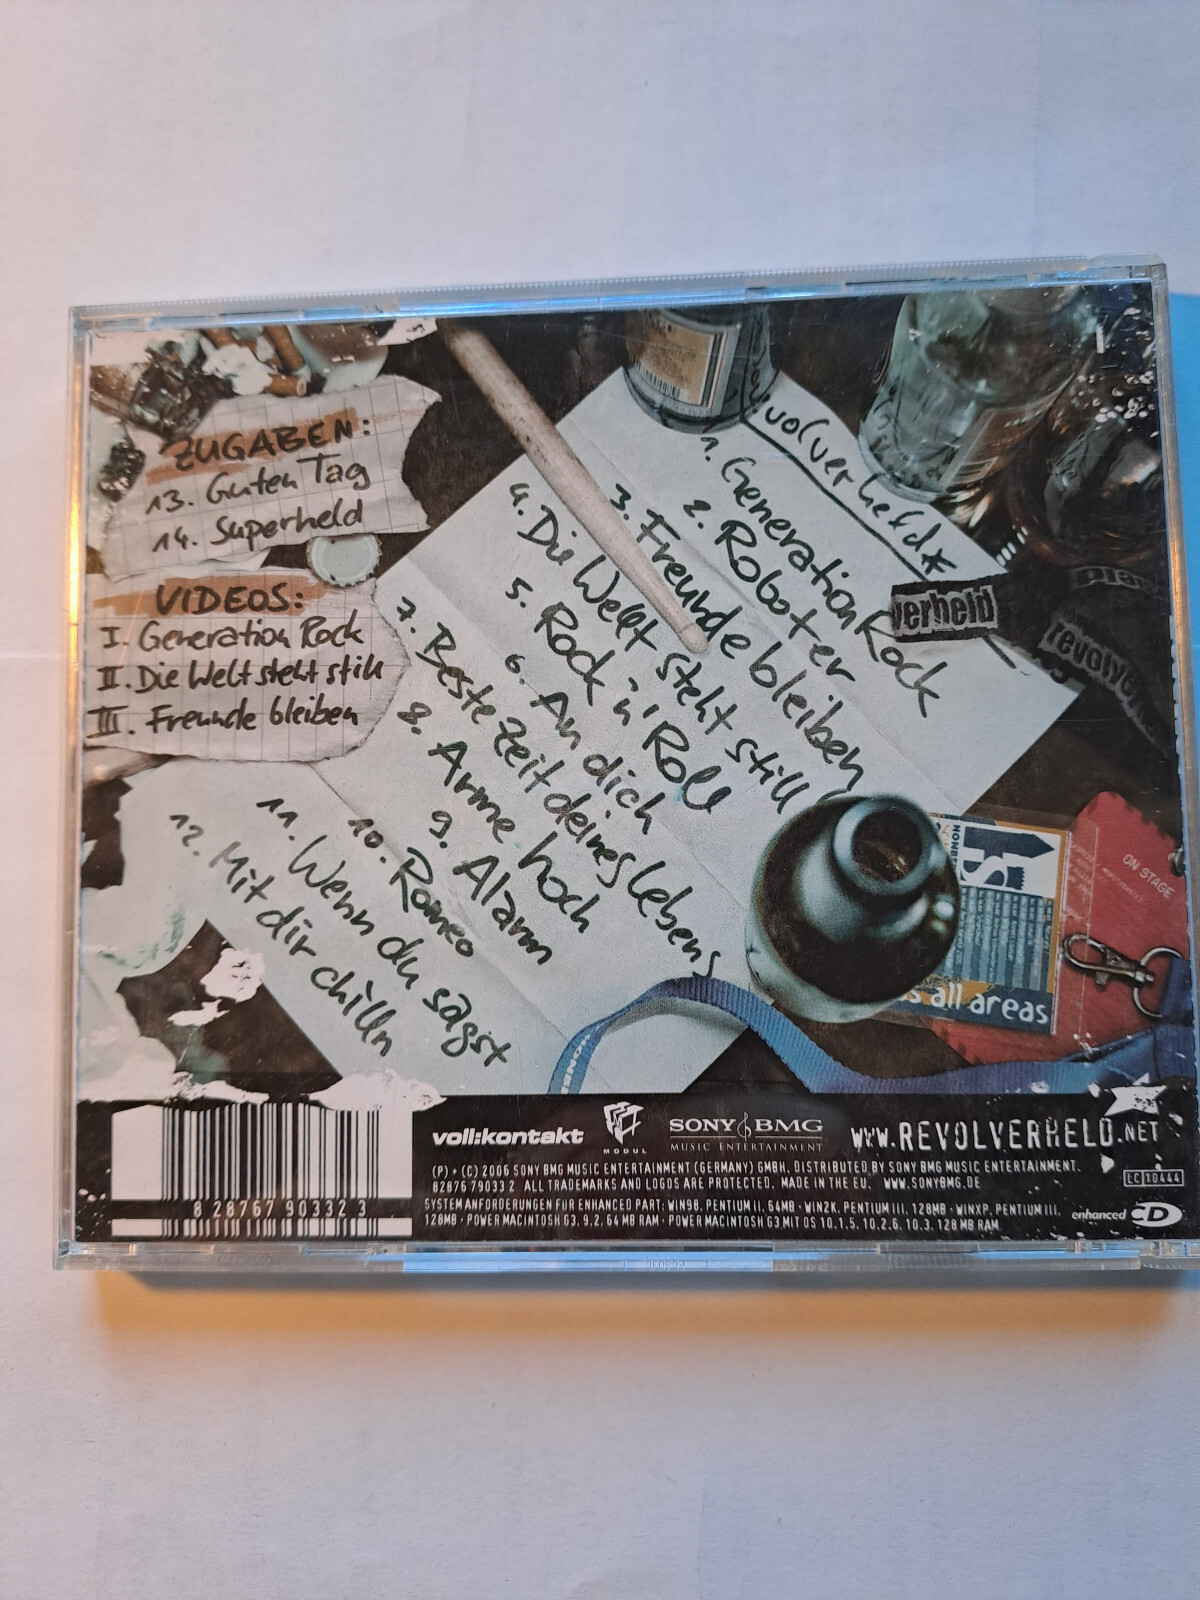 ZUGABEN:
13. Guten Tag
14. Superheld
VIDEOS:
I. Generation Rock
II. Die Welt steht still
III. Freunde bleiben
1. Generation Rock
2. Roboter
3. Freunde bleiben
4. Die Welt steht still
5. Rock 'n' Roll
6. An dich
7. Beste Zeit deines Lebens
8. Arme hoch
9. Alarm
10. Romeo
11. Wenn du sagst
12. Mit dir chilln
verheld
revolve
ON STAGE
s all areas
8 28767 90332 3
voll:kontakt
MODUL
SONY BMG
MUSIC ENTERTAINMENT
WWW.REVOLVERHELD.NET
(P) + (C) 2006 SONY BMG MUSIC ENTERTAINMENT (GERMANY) GMBH. DISTRIBUTED BY SONY BMG MUSIC ENTERTAINMENT.
82876 79033 2 ALL TRADEMARKS AND LOGOS ARE PROTECTED. MADE IN THE EU. WWW.SONYBMG.DE
LC 10444
SYSTEMANFORDERUNGEN FÜR ENHANCED PART: WIN98, PENTIUM II, 64MB · WIN2K, PENTIUM III, 128MB · WINXP, PENTIUM III,
128MB · POWER MACINTOSH G3, 9.2, 64 MB RAM · POWER MACINTOSH G3 MIT OS 10.1.5, 10.2.6, 10.3, 128 MB RAM
enhanced CD